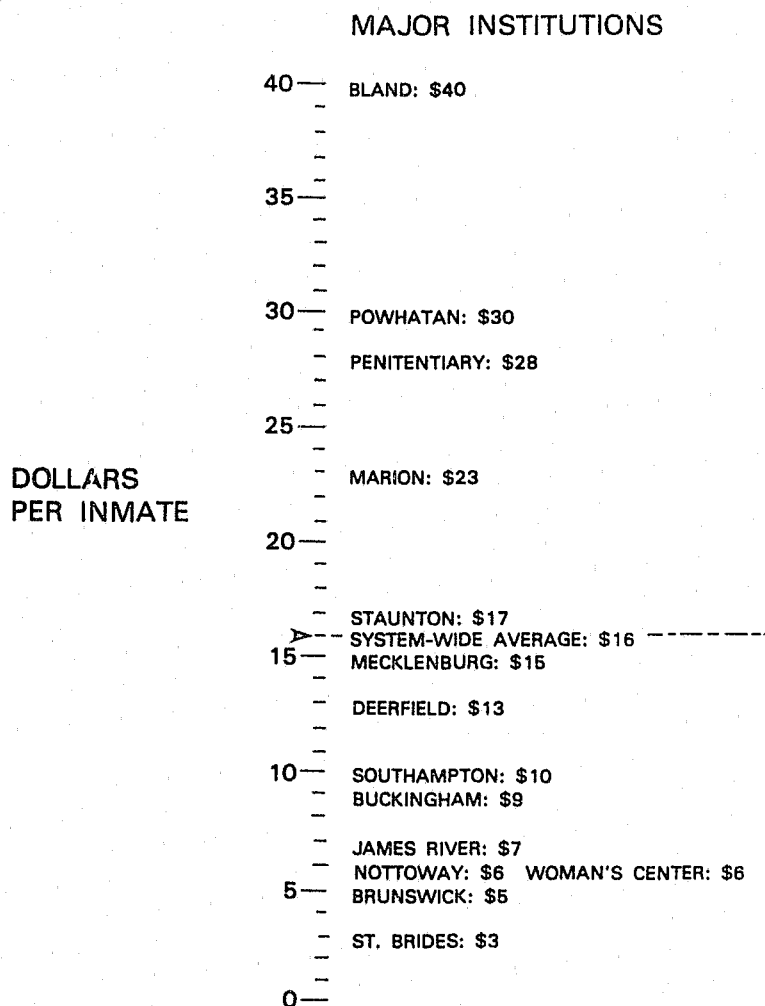 MAJOR INSTITUTIONS
40
BLAND: $40
35
30
POWHATAN: $30
PENITENTIARY: $28
25
DOLLARS
PER INMATE
MARION: $23
20
STAUNTON: $17
SYSTEM-WIDE AVERAGE: $16
15
MECKLENBURG: $15
DEERFIELD: $13
10
SOUTHAMPTON: $10
BUCKINGHAM: $9
JAMES RIVER: $7
NOTTOWAY: $6 WOMAN'S CENTER: $6
5
BRUNSWICK: $5
ST. BRIDES: $3
0